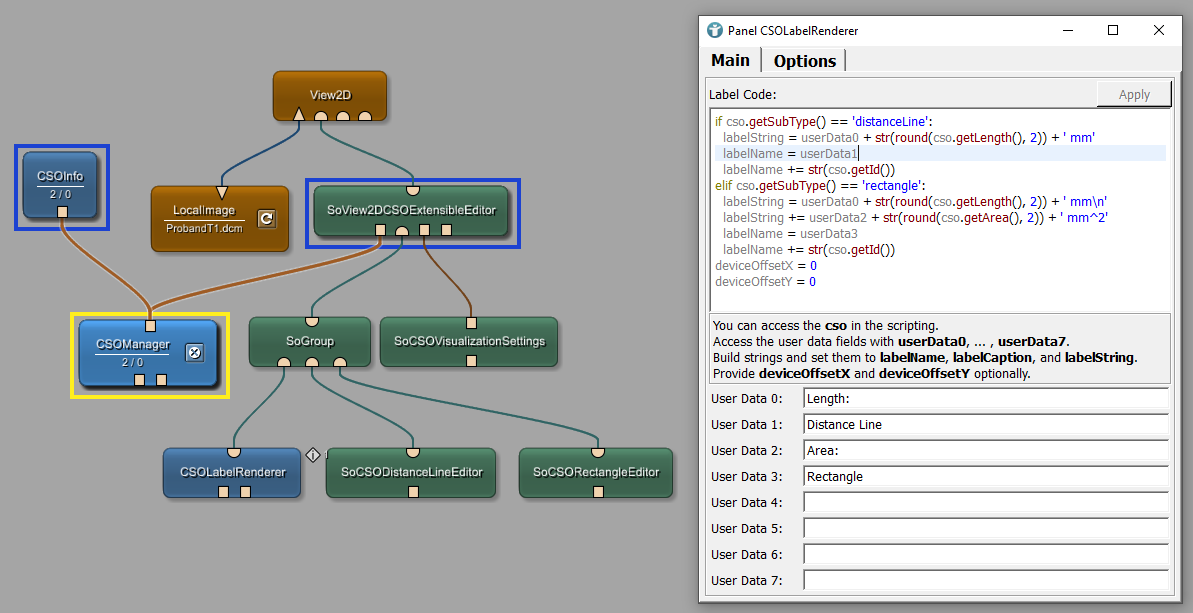 View2D
CSOInfo
2 / 0
LocalImage
ProbandT1.dcm
SoView2DCSOExtensibleEditor
CSOManager
2 / 0
SoGroup
SoCSOVisualizationSettings
CSOLabelRenderer
SoCSODistanceLineEditor
SoCSORectangleEditor
Panel CSOLabelRenderer
Main
Options
Label Code:
Apply
if cso.getSubType() == 'distanceLine':
labelString = userData0 + str(round(cso.getLength(), 2)) + ' mm'
labelName = userData1
labelName += str(cso.getId())
elif cso.getSubType() == 'rectangle':
labelString = userData0 + str(round(cso.getLength(), 2)) + ' mm\n'
labelString += userData2 + str(round(cso.getArea(), 2)) + ' mm^2'
labelName = userData3
labelName += str(cso.getId())
deviceOffsetX = 0
deviceOffsetY = 0
You can access the cso in the scripting.
Access the user data fields with userData0, ... , userData7.
Build strings and set them to labelName, labelCaption, and labelString.
Provide deviceOffsetX and deviceOffsetY optionally.
User Data 0: Length:
User Data 1: Distance Line
User Data 2: Area:
User Data 3: Rectangle
User Data 4:
User Data 5:
User Data 6:
User Data 7: